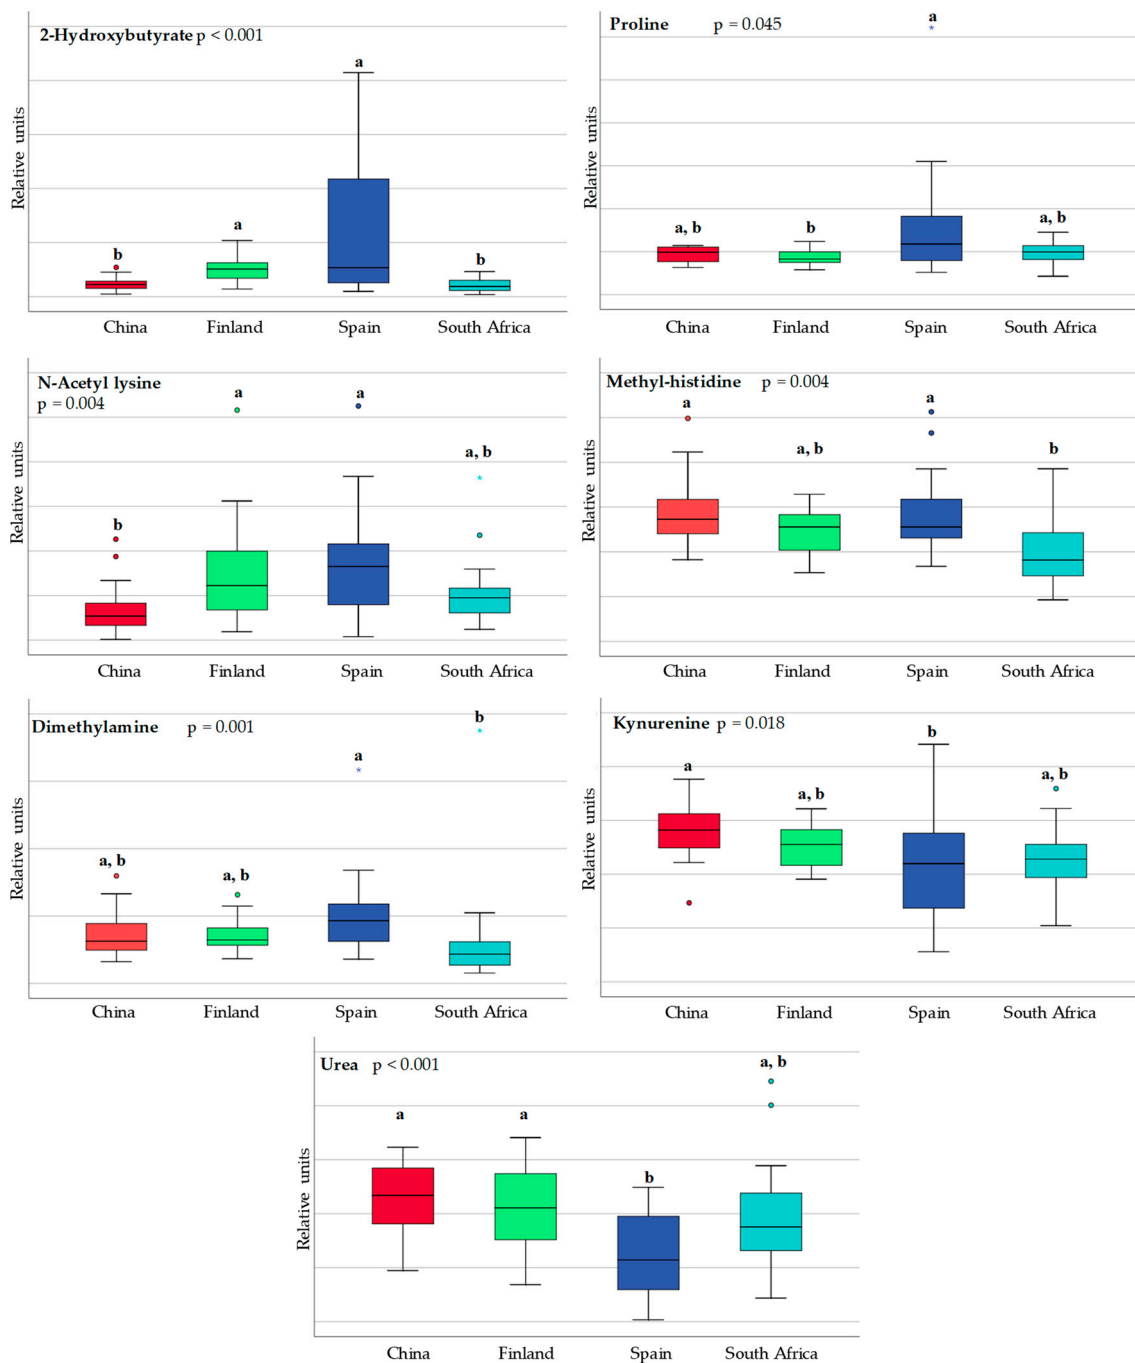 2-Hydroxybutyrate p < 0.001
Relative units
b
a
a
b
China Finland Spain South Africa
Proline p = 0.045
Relative units
a, b
b
a
a, b
China Finland Spain South Africa
N-Acetyl lysine
p = 0.004
Relative units
b
a
a
a, b
China Finland Spain South Africa
Methyl-histidine p = 0.004
Relative units
a
a, b
a
b
China Finland Spain South Africa
Dimethylamine p = 0.001
Relative units
a, b
a, b
a
b
China Finland Spain South Africa
Kynurenine p = 0.018
Relative units
a
a, b
b
a, b
China Finland Spain South Africa
Urea p < 0.001
Relative units
a
a
b
a, b
China Finland Spain South Africa